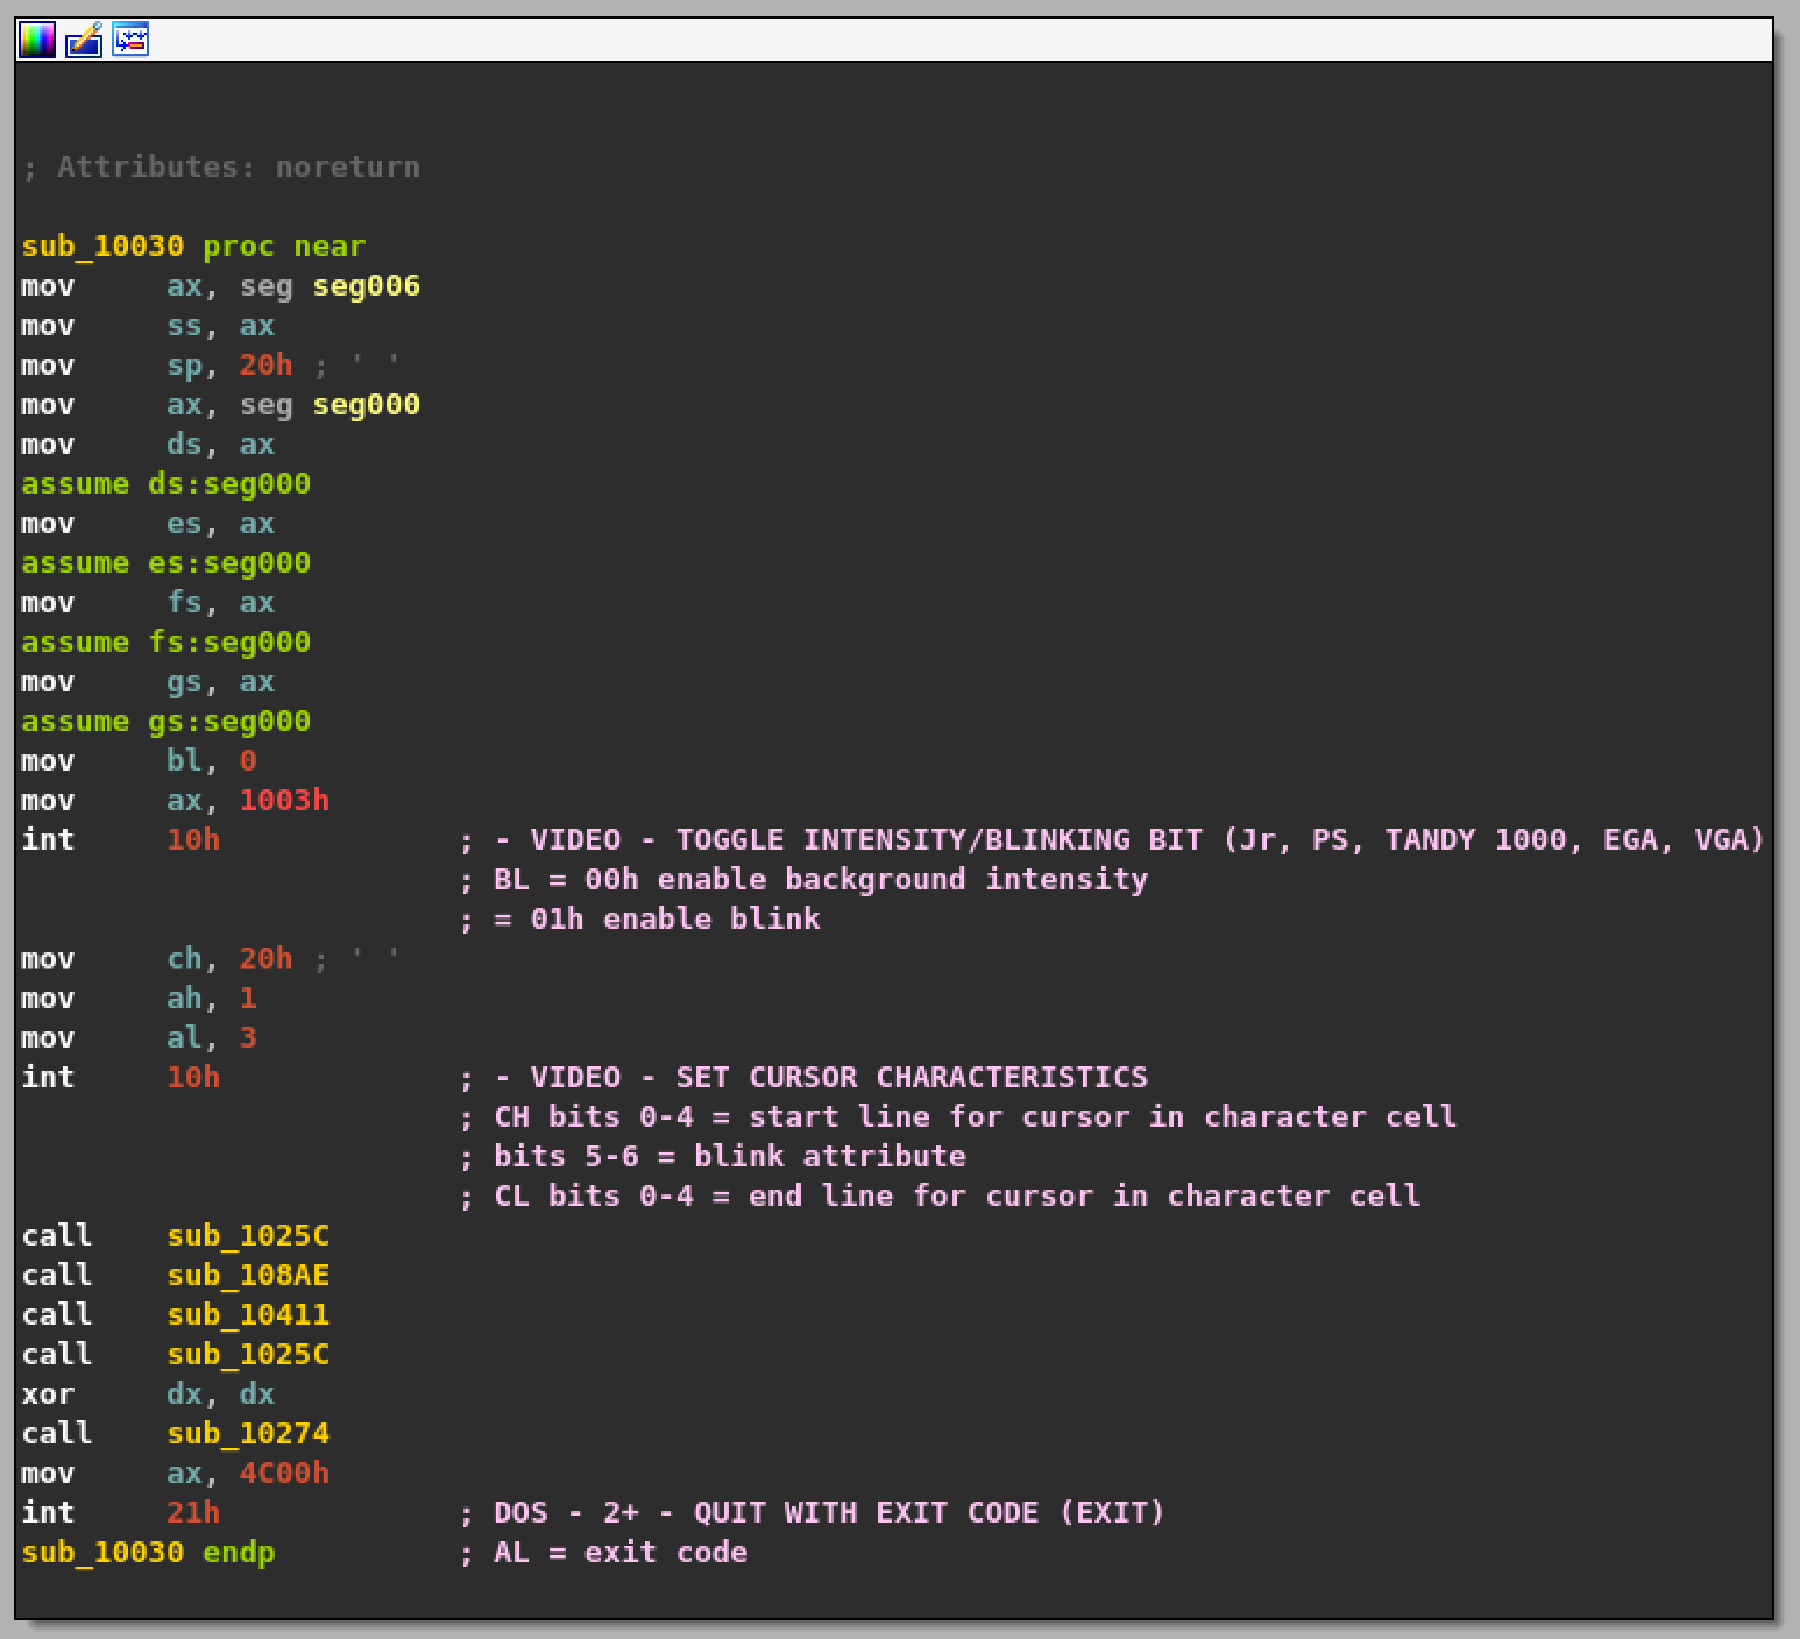 ; Attributes: noreturn
sub_10030 proc near
mov     ax, seg seg006
mov     ss, ax
mov     sp, 20h ; ' '
mov     ax, seg seg000
mov     ds, ax
assume ds:seg000
mov     es, ax
assume es:seg000
mov     fs, ax
assume fs:seg000
mov     gs, ax
assume gs:seg000
mov     bl, 0
mov     ax, 1003h
int     10h             ; - VIDEO - TOGGLE INTENSITY/BLINKING BIT (Jr, PS, TANDY 1000, EGA, VGA)
                        ; BL = 00h enable background intensity
                        ; = 01h enable blink
mov     ch, 20h ; ' '
mov     ah, 1
mov     al, 3
int     10h             ; - VIDEO - SET CURSOR CHARACTERISTICS
                        ; CH bits 0-4 = start line for cursor in character cell
                        ; bits 5-6 = blink attribute
                        ; CL bits 0-4 = end line for cursor in character cell
call    sub_1025C
call    sub_108AE
call    sub_10411
call    sub_1025C
xor     dx, dx
call    sub_10274
mov     ax, 4C00h
int     21h             ; DOS - 2+ - QUIT WITH EXIT CODE (EXIT)
sub_10030 endp          ; AL = exit code